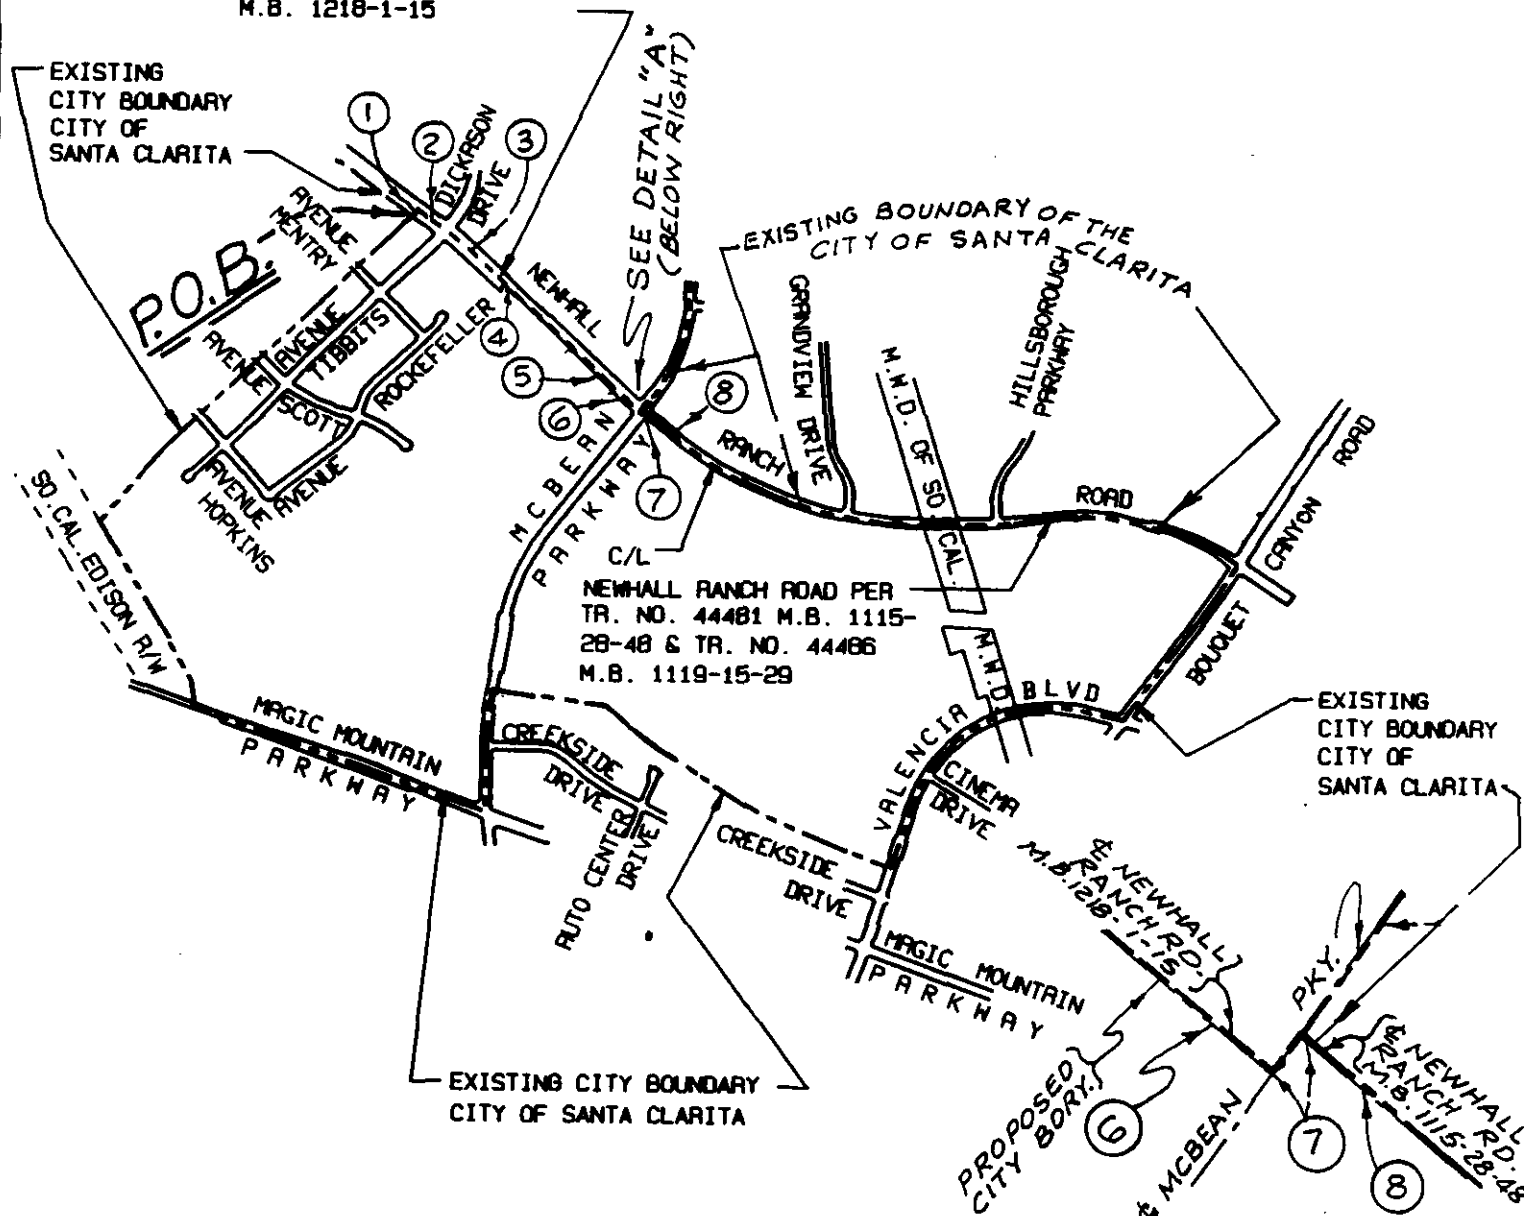 M.B. 1218-1-15
EXISTING
CITY BOUNDARY
CITY OF
SANTA CLARITA
1
2
DICKASON
DRIVE
3
SEE DETAIL "A"
(BELOW RIGHT)
AVENUE
MENTRY
P.O.B.
EXISTING BOUNDARY OF THE
CITY OF SANTA CLARITA
NEWHALL
4
5
6
7
8
AVENUE
TIBBITS
AVENUE
SCOTT
ROCKEFELLER
AVENUE
AVENUE
HOPKINS
GRANDVIEW DRIVE
M.W.D. OF SO. CAL.
HILLSBOROUGH
PARKWAY
RANCH
ROAD
BOUQUET
CANYON
ROAD
MCBEAN
PARKWAY
C/L
NEWHALL RANCH ROAD PER
TR. NO. 44481 M.B. 1115-
28-48 & TR. NO. 44486
M.B. 1119-15-29
SO. CAL. EDISON R/W
MAGIC MOUNTAIN
PARKWAY
CREEKSIDE
DRIVE
AUTO CENTER
DRIVE
M.W.D.
VALENCIA
BLVD
CINEMA
DRIVE
CREEKSIDE
DRIVE
MAGIC MOUNTAIN
PARKWAY
EXISTING
CITY BOUNDARY
CITY OF
SANTA CLARITA
EXISTING CITY BOUNDARY
CITY OF SANTA CLARITA
℄ NEWHALL
RANCH RD.
M.B. 1218-1-15
PKY.
PROPOSED
CITY BDRY.
6
℄ MCBEAN
7
8
℄ NEWHALL
RANCH RD.
M.B. 1115-28-48